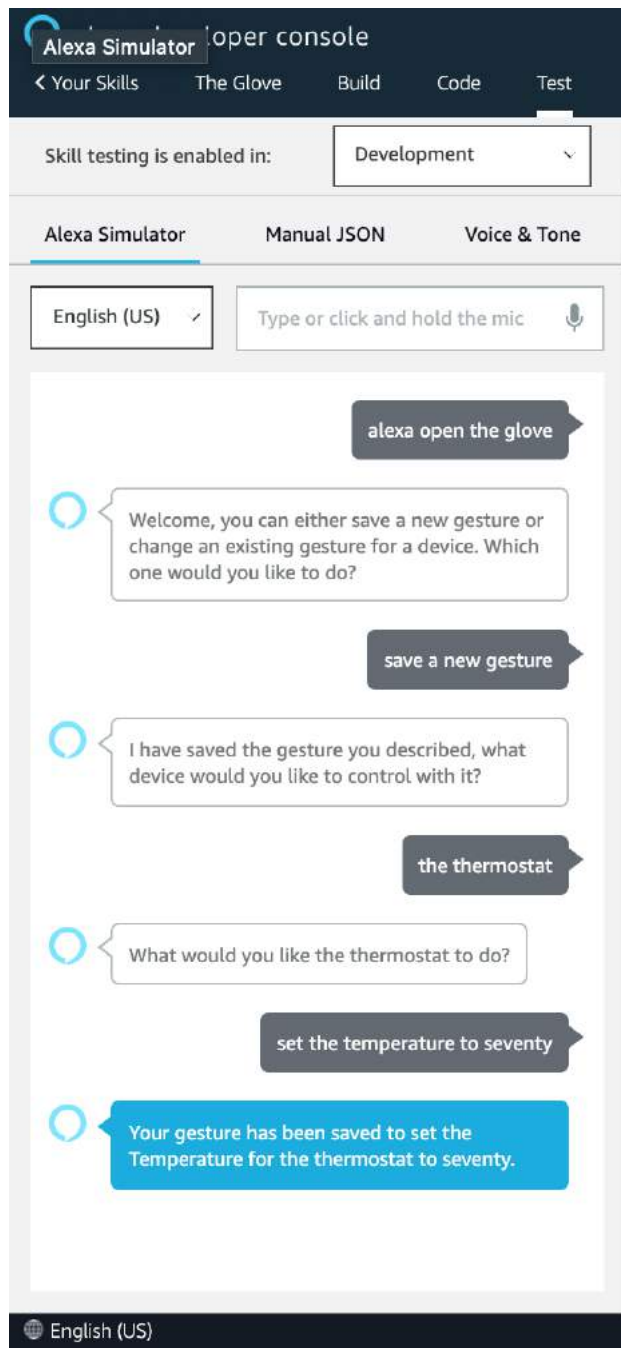 oper console
Alexa Simulator
Your Skills The Glove Build Code Test
Skill testing is enabled in: Development
Alexa Simulator Manual JSON Voice & Tone
English (US) Type or click and hold the mic
alexa open the glove
Welcome, you can either save a new gesture or
change an existing gesture for a device. Which
one would you like to do?
save a new gesture
I have saved the gesture you described, what
device would you like to control with it?
the thermostat
What would you like the thermostat to do?
set the temperature to seventy
Your gesture has been saved to set the
Temperature for the thermostat to seventy.
English (US)